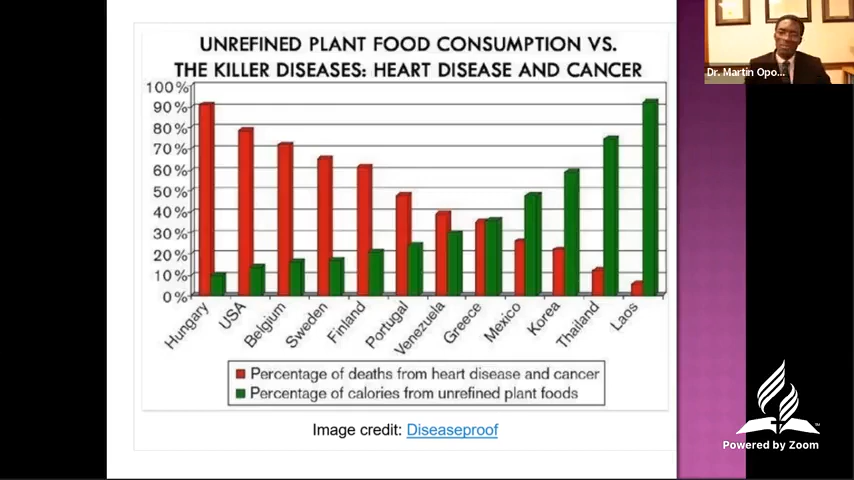 UNREFINED PLANT FOOD CONSUMPTION VS.
THE KILLER DISEASES: HEART DISEASE AND CANCER
100%
90%
80%
70%
60%
50%
40%
30%
20%
10%
0%
Hungary
USA
Belgium
Sweden
Finland
Portugal
Venezuela
Greece
Mexico
Korea
Thailand
Laos
Percentage of deaths from heart disease and cancer
Percentage of calories from unrefined plant foods
Image credit: Diseaseproof
Dr. Martin Opo...
Powered by Zoom